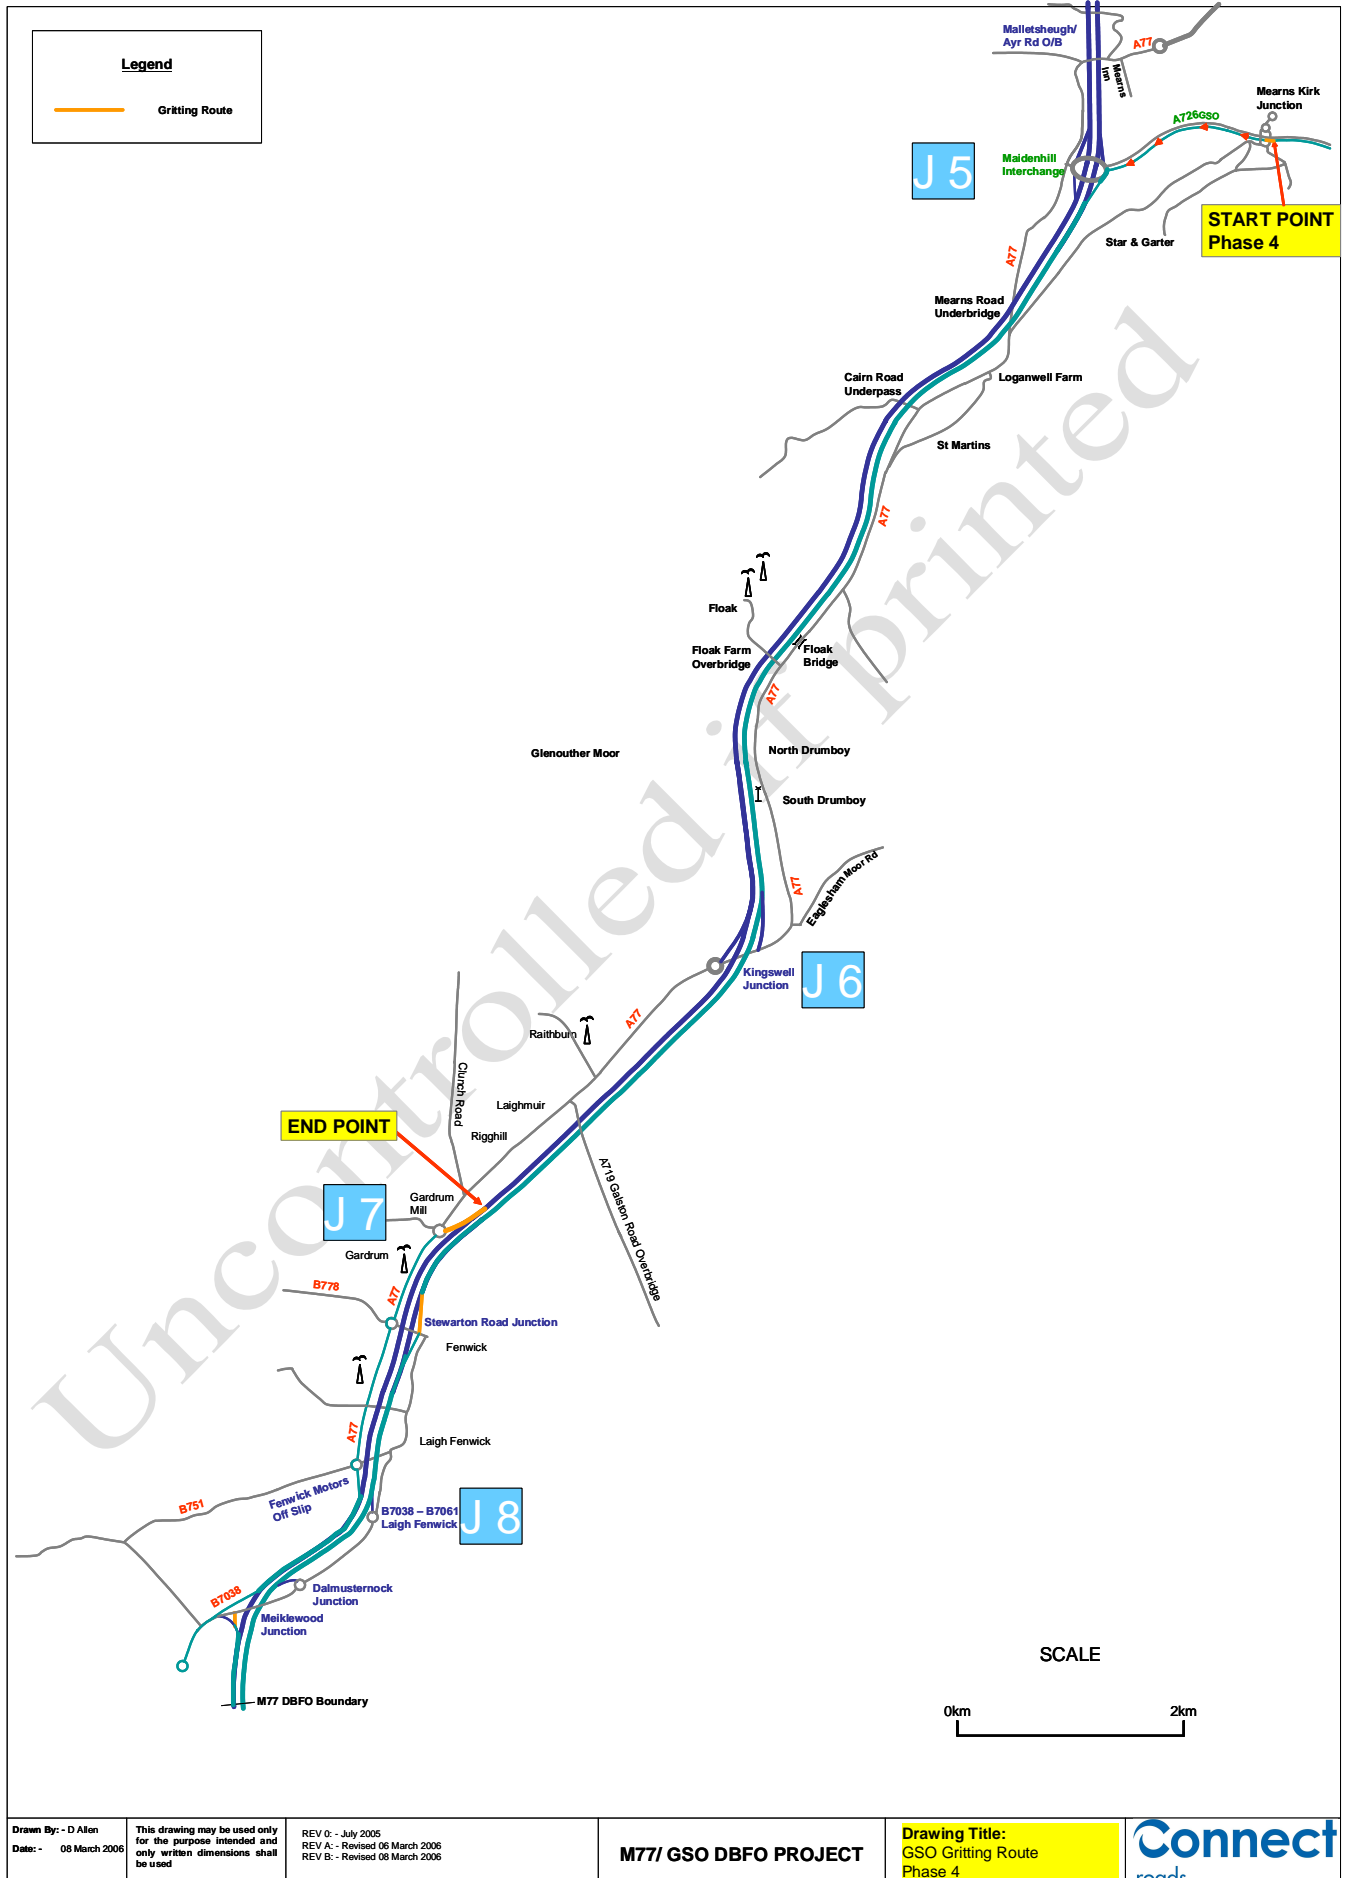 Legend
Gritting Route
Malletsheugh/
Ayr Rd O/B
A77
Mearns
Inn
Mearns Kirk
Junction
A726GSO
J 5
Maidenhill
Interchange
START POINT
Phase 4
Star & Garter
A77
Mearns Road
Underbridge
Cairn Road
Underpass
Loganwell Farm
St Martins
A77
Floak
Floak Farm
Overbridge
Floak
Bridge
A77
Glenouther Moor
North Drumboy
South Drumboy
A77
Eaglesham Moor Rd
Kingswell
Junction
J 6
A77
Raithburn
Clunch Road
Laighmuir
END POINT
Rigghill
A719 Galston Road Overbridge
J 7
Gardrum
Mill
Gardrum
B778
A77
Stewarton Road Junction
Fenwick
A77
Laigh Fenwick
B751
Fenwick Motors
Off Slip
B7038 – B7061
Laigh Fenwick
J 8
B7038
Dalmusternock
Junction
Meiklewood
Junction
M77 DBFO Boundary
SCALE
0km 2km
Uncontrolled if printed
Drawn By: - D Allen
Date: - 08 March 2006
This drawing may be used only
for the purpose intended and
only written dimensions shall
be used
REV 0: - July 2005
REV A: - Revised 06 March 2006
REV B: - Revised 08 March 2006
M77/ GSO DBFO PROJECT
Drawing Title:
GSO Gritting Route
Phase 4
Connect
roads